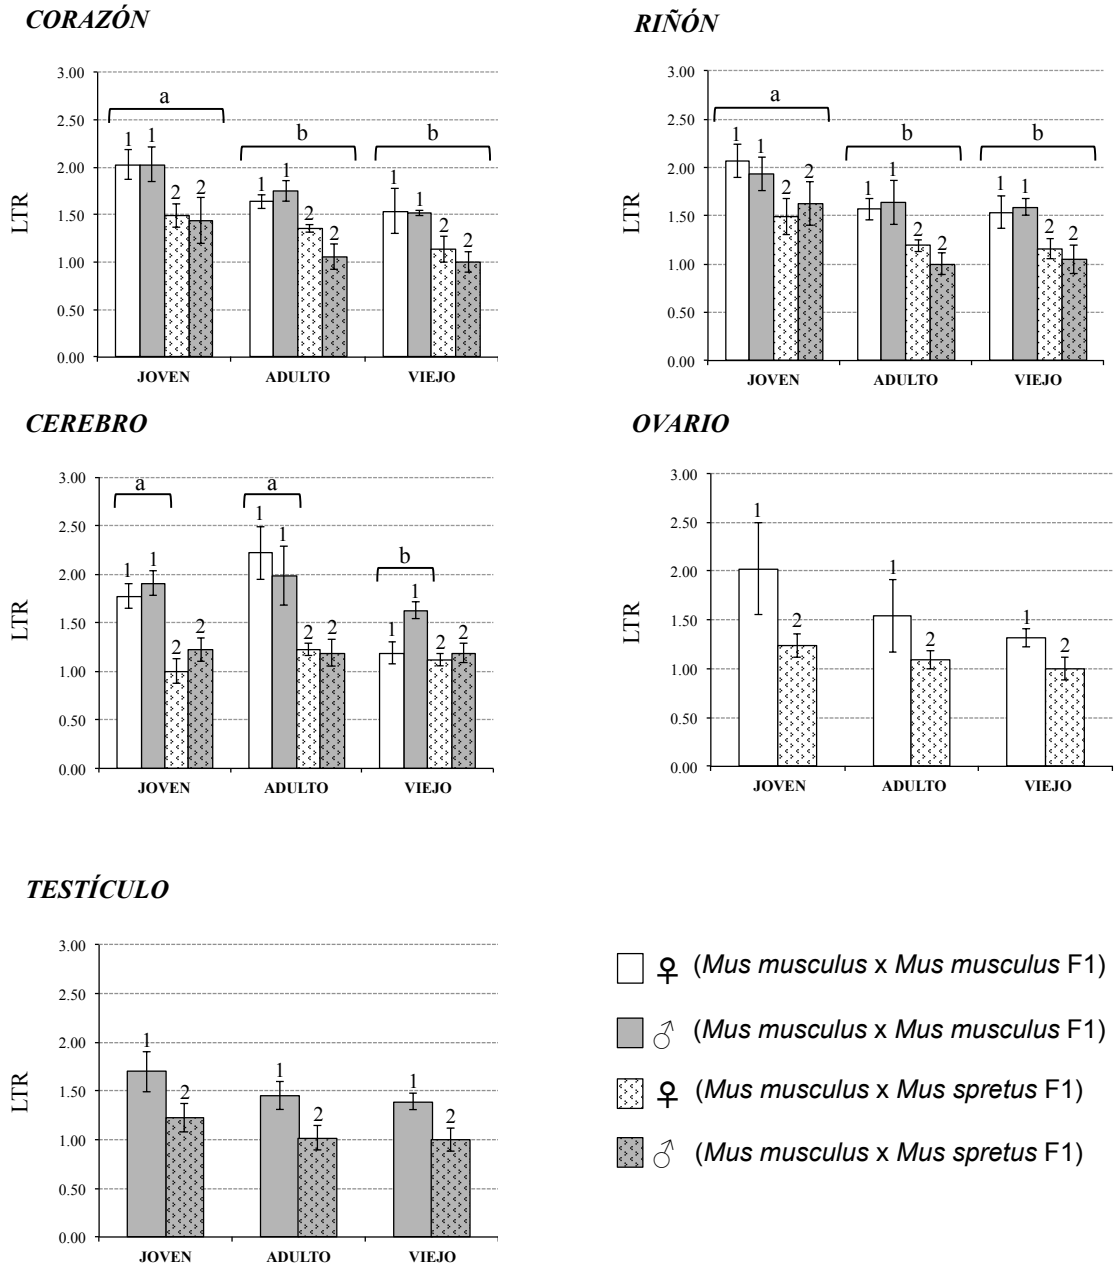 CORAZÓN
LTR
3.00
2.50
2.00
1.50
1.00
0.50
0.00
a
b
b
1 1 2 2
1 1 2 2
1 1 2 2
JOVEN ADULTO VIEJO
RIÑÓN
LTR
3.00
2.50
2.00
1.50
1.00
0.50
0.00
a
b
b
1 1 2 2
1 1 2 2
1 1 2 2
JOVEN ADULTO VIEJO
CEREBRO
LTR
3.00
2.50
2.00
1.50
1.00
0.50
0.00
a
a
b
1 1 2 2
1 1 2 2
1 1 2 2
JOVEN ADULTO VIEJO
OVARIO
LTR
3.00
2.50
2.00
1.50
1.00
0.50
0.00
1 2
1 2
1 2
JOVEN ADULTO VIEJO
TESTÍCULO
LTR
3.00
2.50
2.00
1.50
1.00
0.50
0.00
1 2
1 2
1 2
JOVEN ADULTO VIEJO
♀ (Mus musculus x Mus musculus F1)
♂ (Mus musculus x Mus musculus F1)
♀ (Mus musculus x Mus spretus F1)
♂ (Mus musculus x Mus spretus F1)